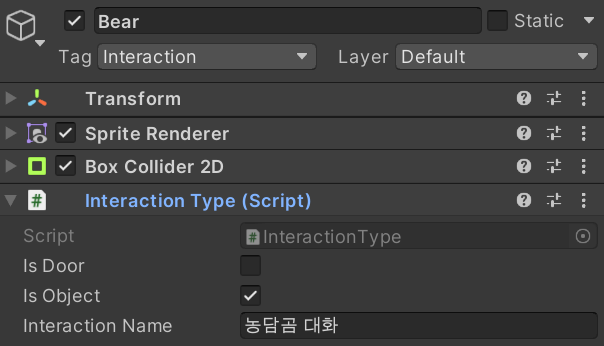 Bear Static
Tag Interaction Layer Default
Transform
Sprite Renderer
Box Collider 2D
# Interaction Type (Script)
Script # InteractionType
Is Door
Is Object
Interaction Name 농담곰 대화